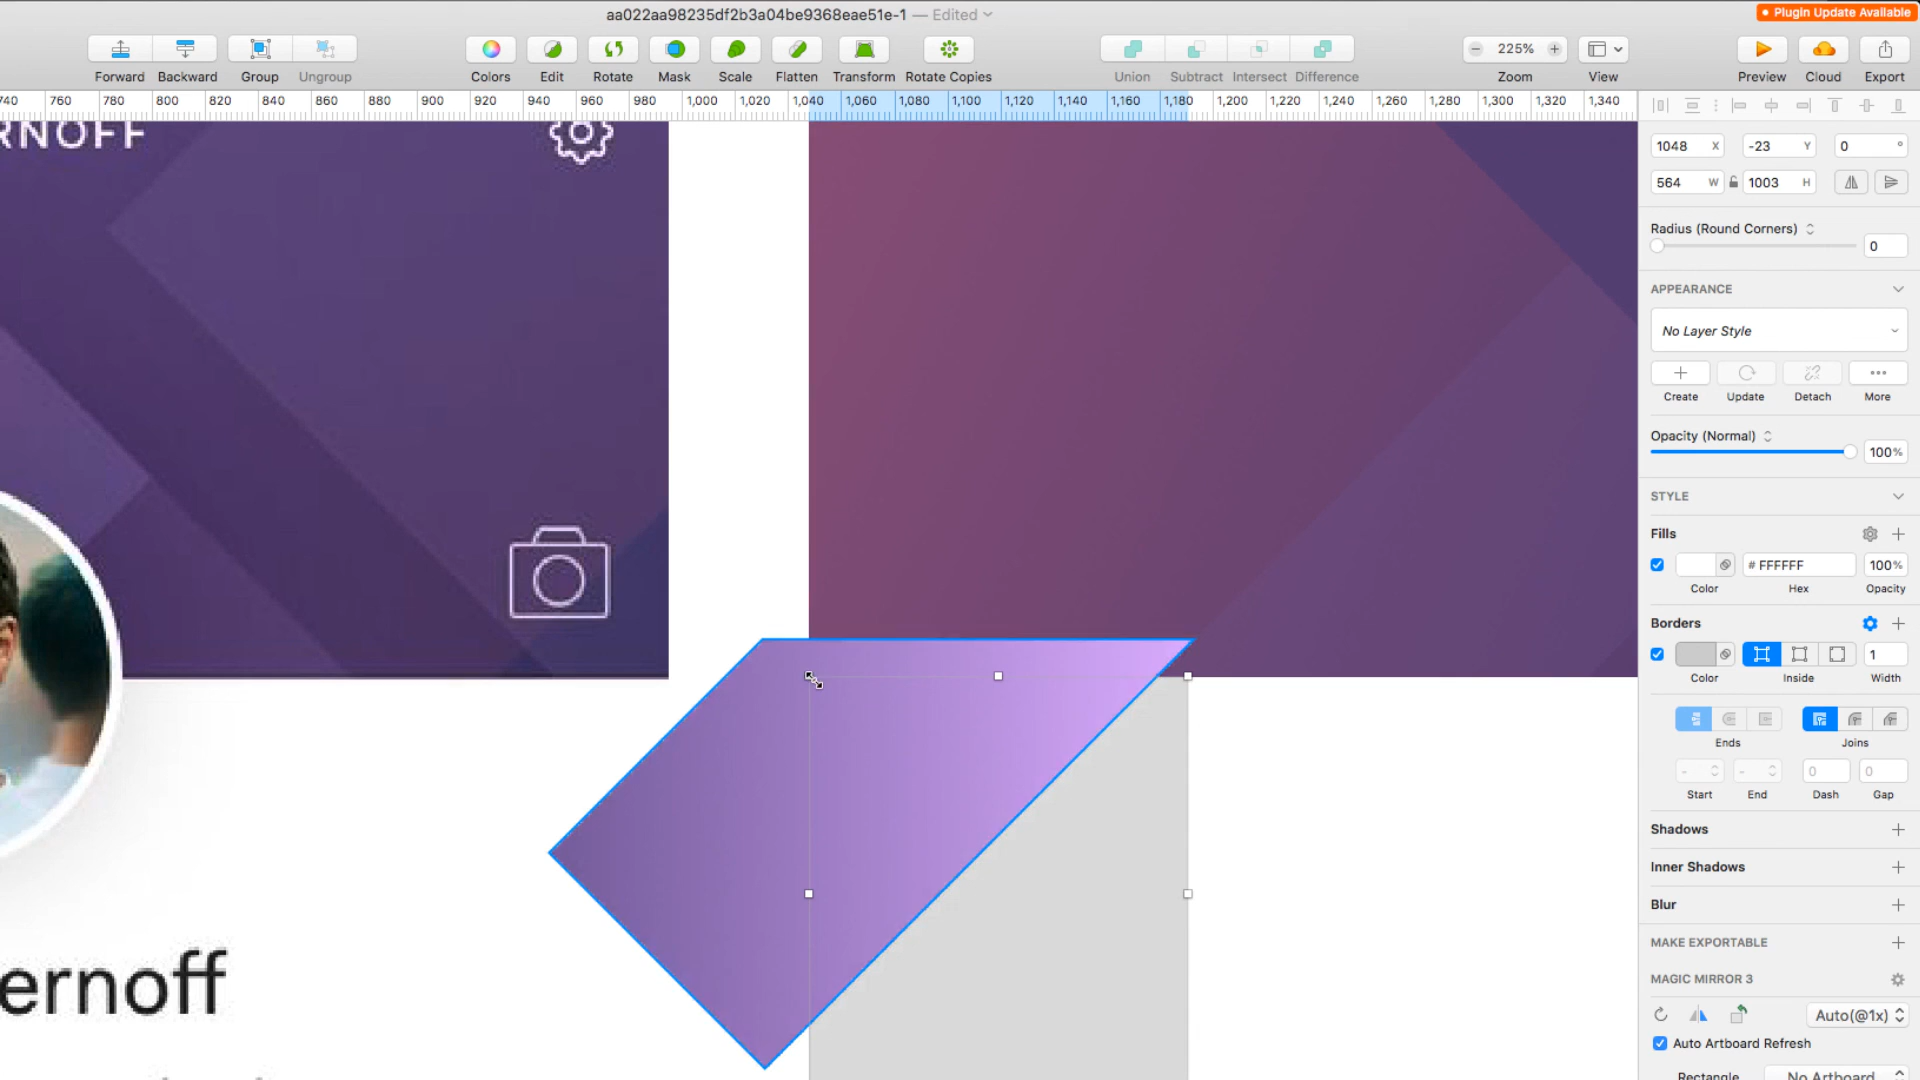 aa022aa98235df2b3a04be9368eae51e-1 — Edited
Plugin Update Available
Forward Backward Group Ungroup Colors Edit Rotate Mask Scale Flatten Transform Rotate Copies Union Subtract Intersect Difference 225% Zoom View Preview Cloud Export
740 760 780 800 820 840 860 880 900 920 940 960 980 1,000 1,020 1,040 1,060 1,080 1,100 1,120 1,140 1,160 1,180 1,200 1,220 1,240 1,260 1,280 1,300 1,320 1,340
RNOFF
ernoff
1048 X -23 Y 0 °
564 W 1003 H
Radius (Round Corners)
0
APPEARANCE
No Layer Style
Create Update Detach More
Opacity (Normal)
100%
STYLE
Fills
# FFFFFF 100%
Color Hex Opacity
Borders
1
Color Inside Width
Ends Joins
- - 0 0
Start End Dash Gap
Shadows
Inner Shadows
Blur
MAKE EXPORTABLE
MAGIC MIRROR 3
Auto(@1x)
Auto Artboard Refresh
Rectangle No Artboard